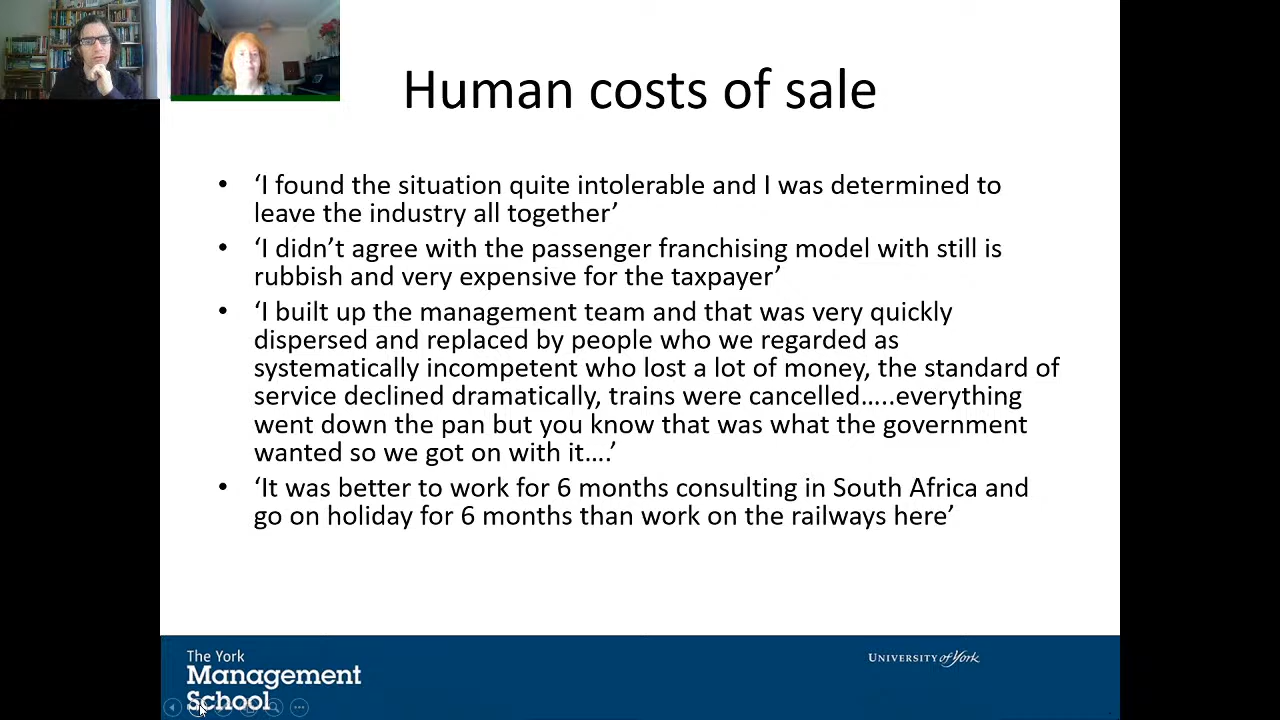 Human costs of sale
• ‘I found the situation quite intolerable and I was determined to
leave the industry all together’
• ‘I didn’t agree with the passenger franchising model with still is
rubbish and very expensive for the taxpayer’
• ‘I built up the management team and that was very quickly
dispersed and replaced by people who we regarded as
systematically incompetent who lost a lot of money, the standard of
service declined dramatically, trains were cancelled…..everything
went down the pan but you know that was what the government
wanted so we got on with it….’
• ‘It was better to work for 6 months consulting in South Africa and
go on holiday for 6 months than work on the railways here’
The York
Management
School
UNIVERSITY of York